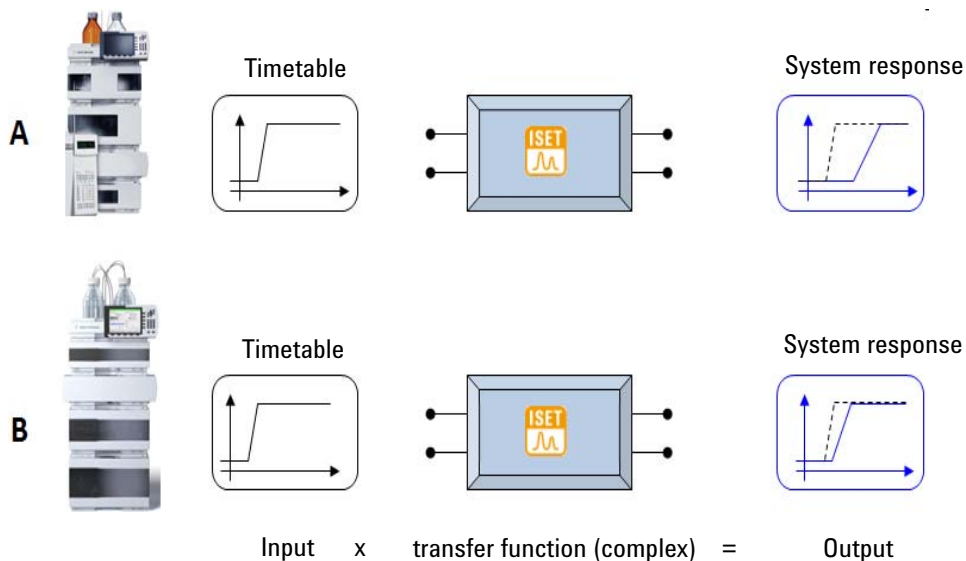 Timetable
System response
A
ISET
Timetable
System response
B
ISET
Input x transfer function (complex) = Output